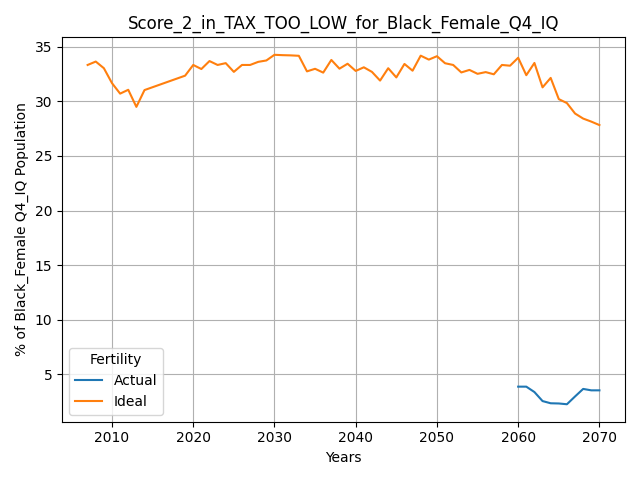 Score_2_in_TAX_TOO_LOW_for_Black_Female_Q4_IQ
% of Black_Female Q4_IQ Population
35
30
25
20
15
10
5
Fertility
Actual
Ideal
2010 2020 2030 2040 2050 2060 2070
Years